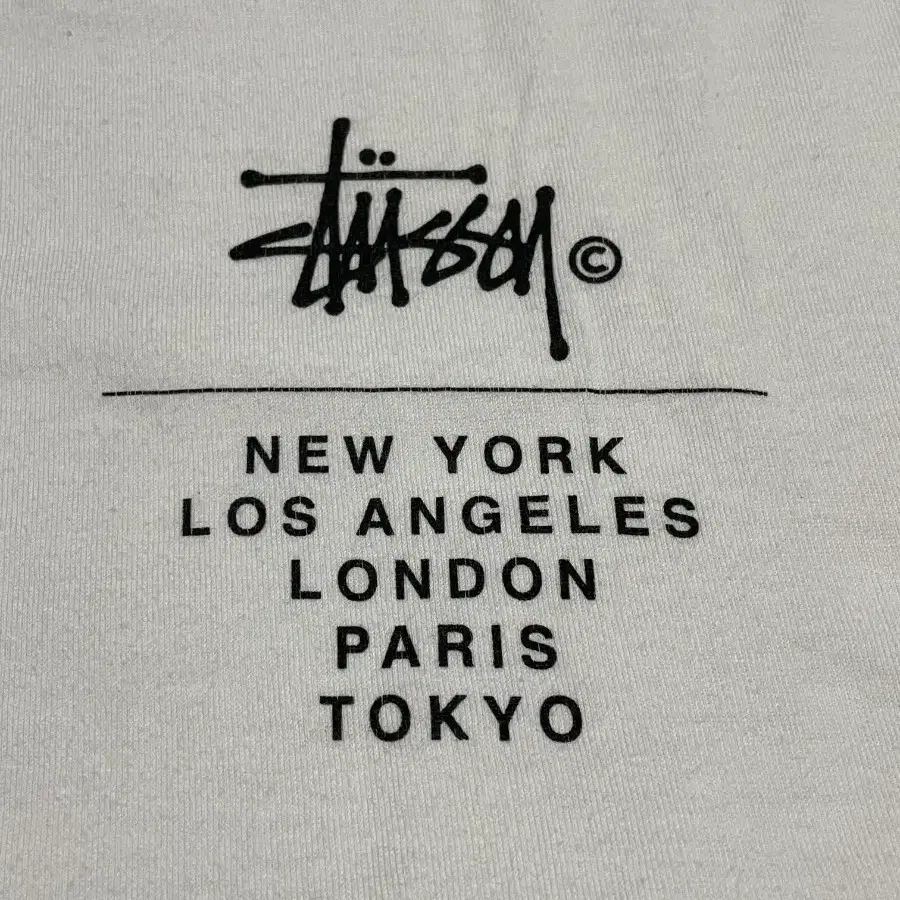 Stüssy ©
NEW YORK
LOS ANGELES
LONDON
PARIS
TOKYO